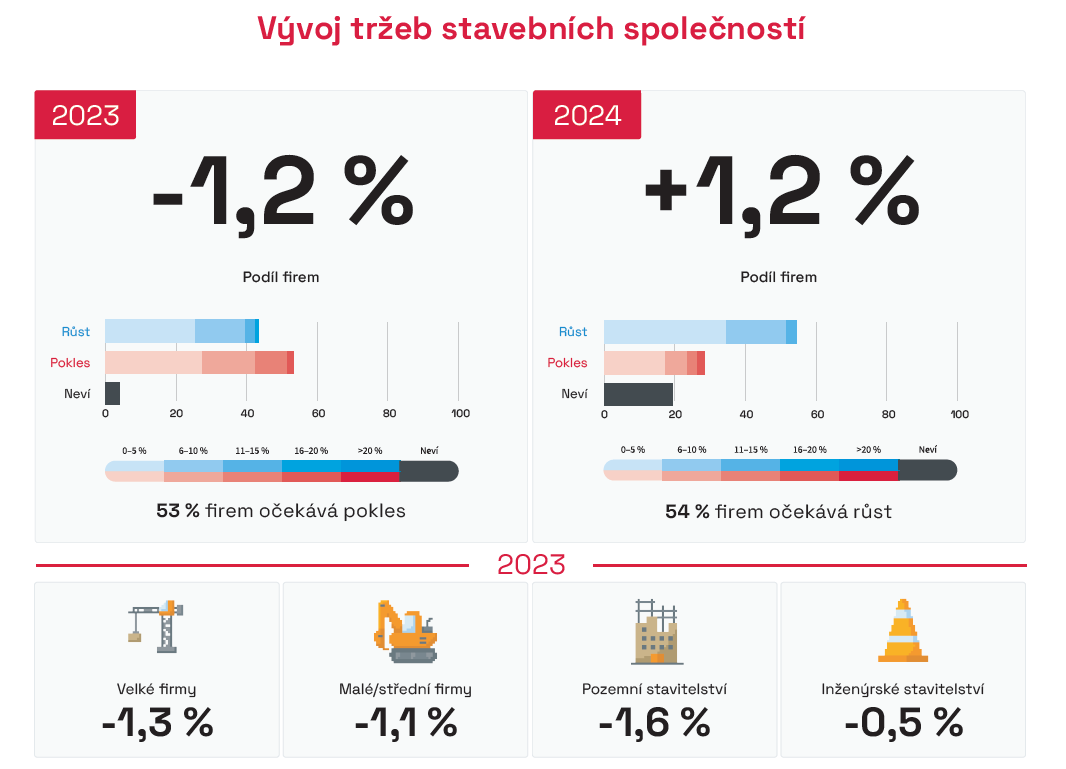 Vývoj tržeb stavebních společností
2023
-1,2 %
Podíl firem
Růst
Pokles
Neví
0 20 40 60 80 100
0–5 % 6–10 % 11–15 % 16–20 % >20 % Neví
53 % firem očekává pokles
2024
+1,2 %
Podíl firem
Růst
Pokles
Neví
0 20 40 60 80 100
0–5 % 6–10 % 11–15 % 16–20 % >20 % Neví
54 % firem očekává růst
2023
Velké firmy
-1,3 %
Malé/střední firmy
-1,1 %
Pozemní stavitelství
-1,6 %
Inženýrské stavitelství
-0,5 %